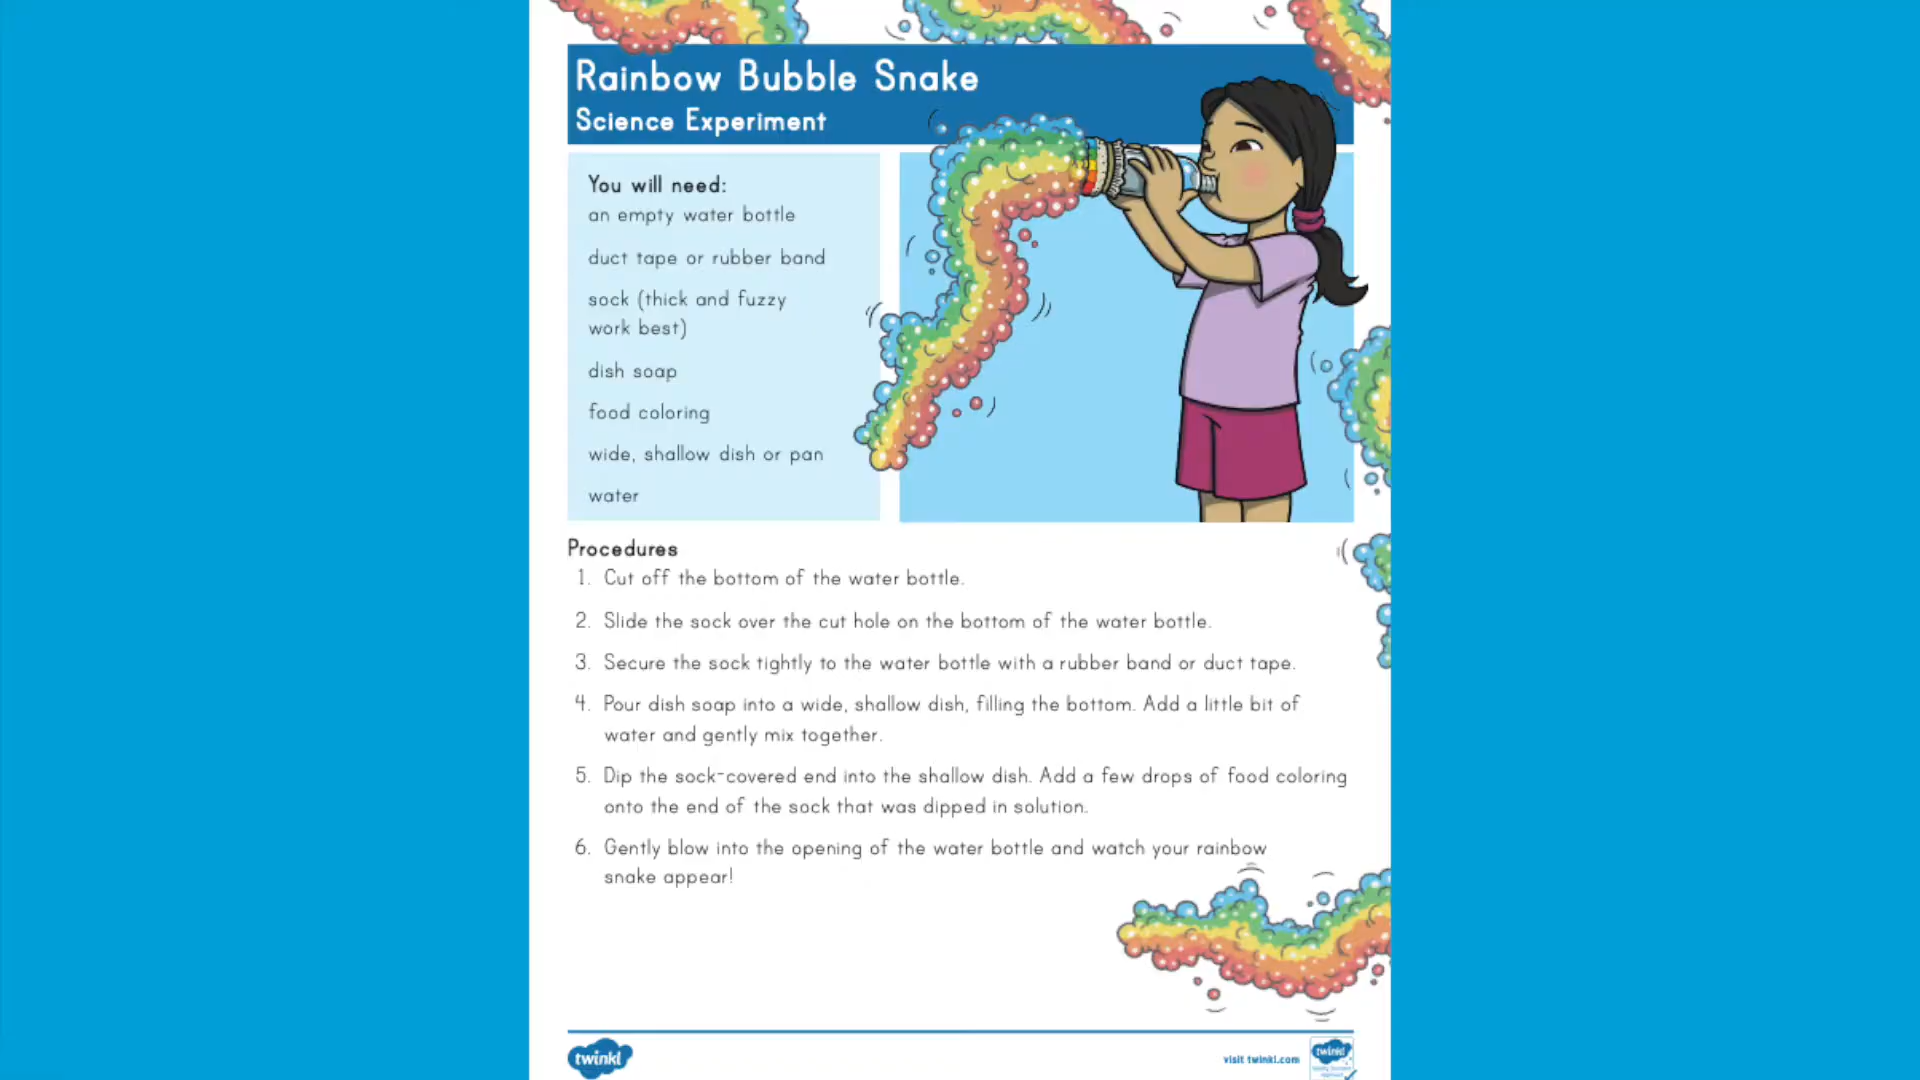 Rainbow Bubble Snake
Science Experiment
You will need:
an empty water bottle
duct tape or rubber band
sock (thick and fuzzy
work best)
dish soap
food coloring
wide, shallow dish or pan
water
Procedures
1. Cut off the bottom of the water bottle.
2. Slide the sock over the cut hole on the bottom of the water bottle.
3. Secure the sock tightly to the water bottle with a rubber band or duct tape.
4. Pour dish soap into a wide, shallow dish, filling the bottom. Add a little bit of
water and gently mix together.
5. Dip the sock-covered end into the shallow dish. Add a few drops of food coloring
onto the end of the sock that was dipped in solution.
6. Gently blow into the opening of the water bottle and watch your rainbow
snake appear!
twinkl
visit twinkl.com
twinkl